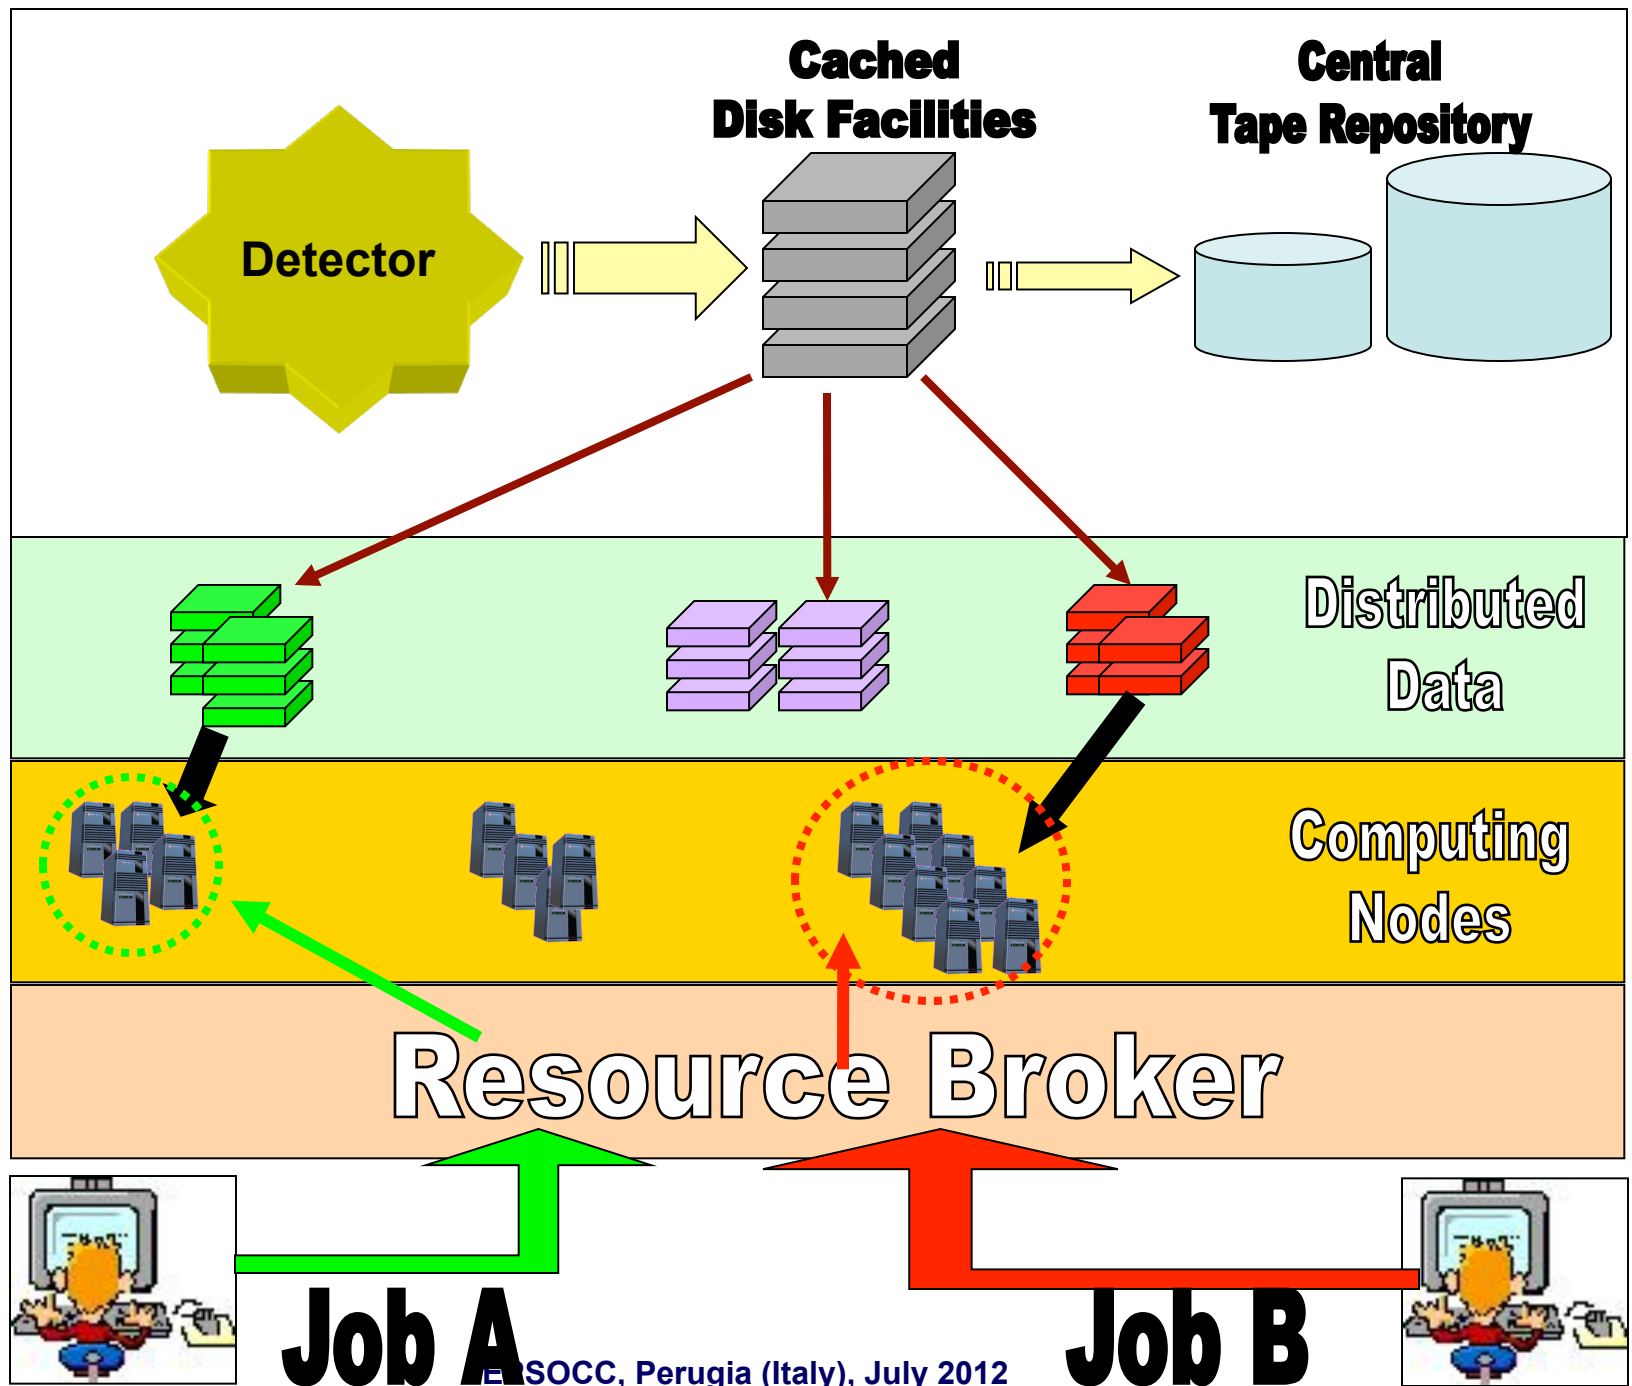 Cached
Disk Facilities
Central
Tape Repository
Detector
Distributed
Data
Computing
Nodes
Resource Broker
Job A
Job B
Perugia (Italy), July 2012